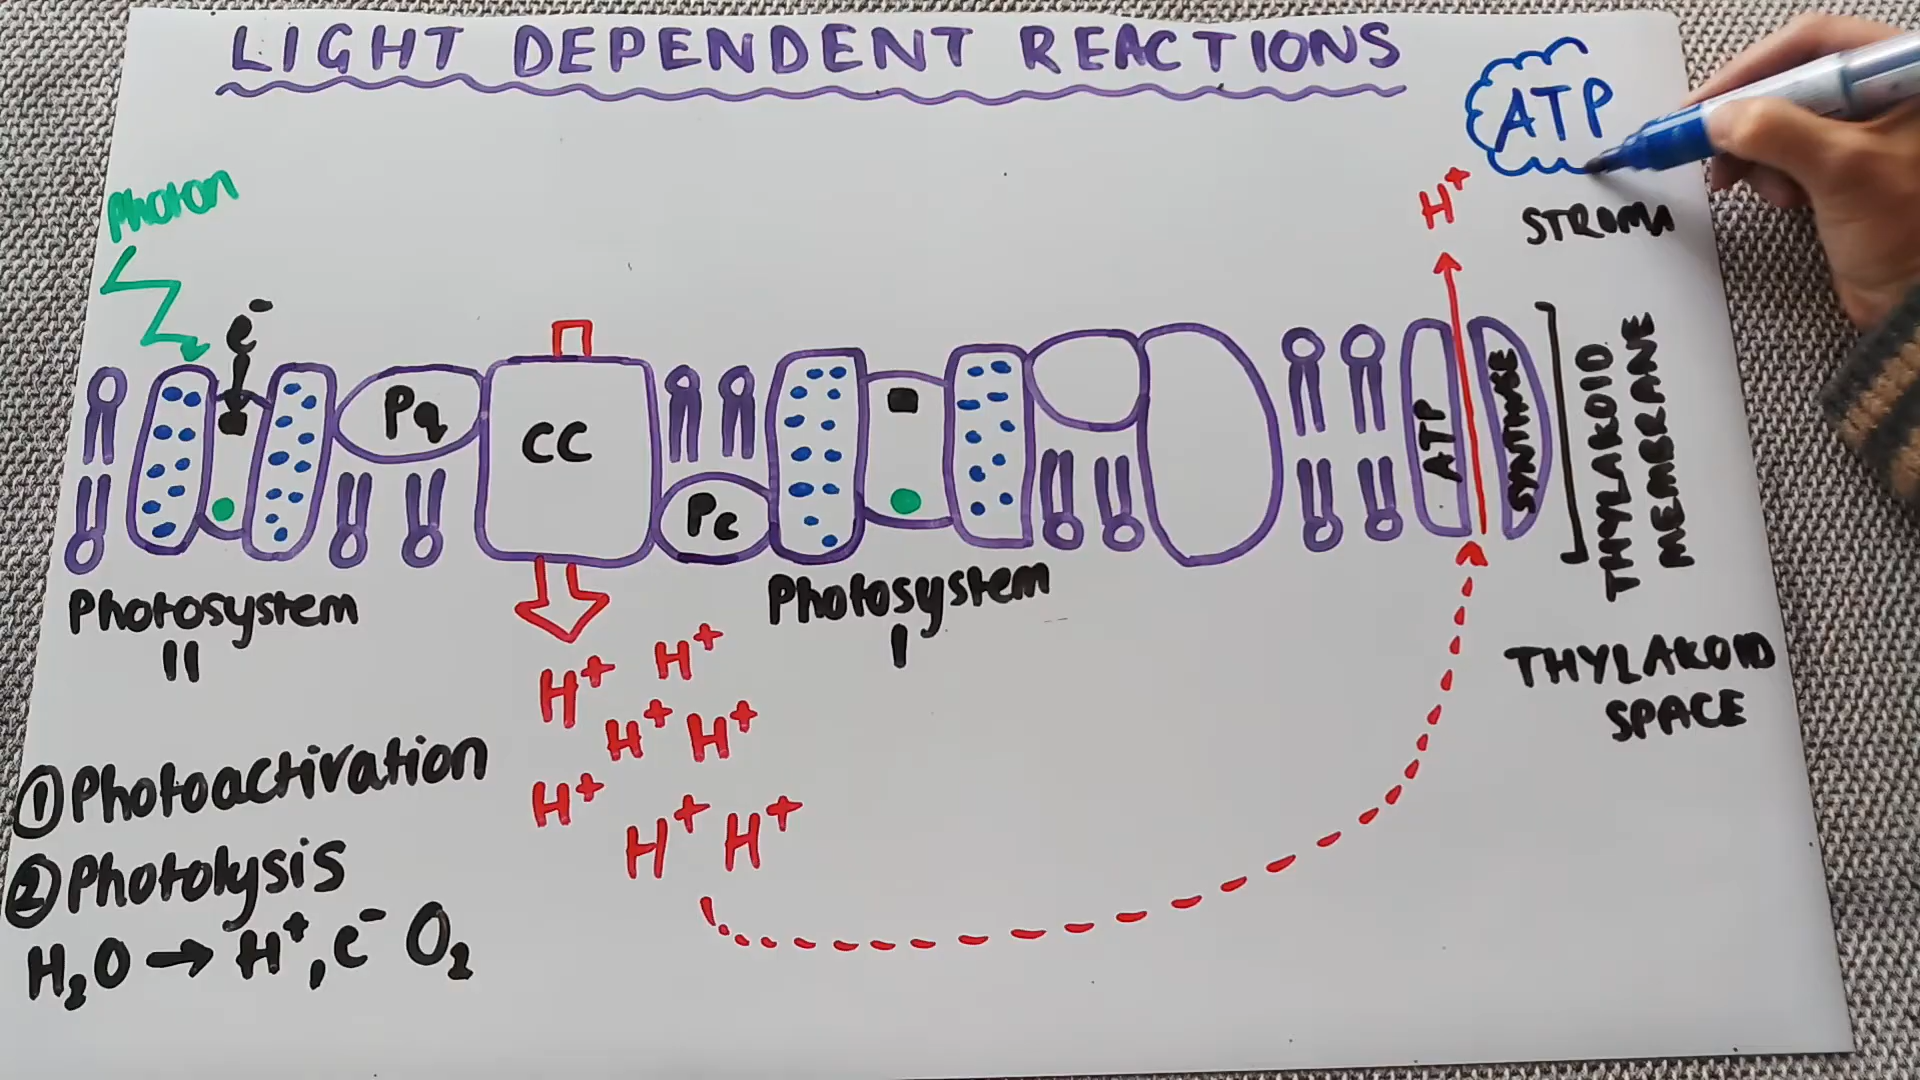 LIGHT DEPENDENT REACTIONS
ATP
Photon
H+
STROMA
e-
Pq
CC
Pc
ATP
SYNTHASE
THYLAKOID
MEMBRANE
Photosystem
II
Photosystem
I
H+ H+
H+ H+
H+
H+ H+
THYLAKOID
SPACE
① Photoactivation
② Photolysis
H₂O → H+, e- O₂